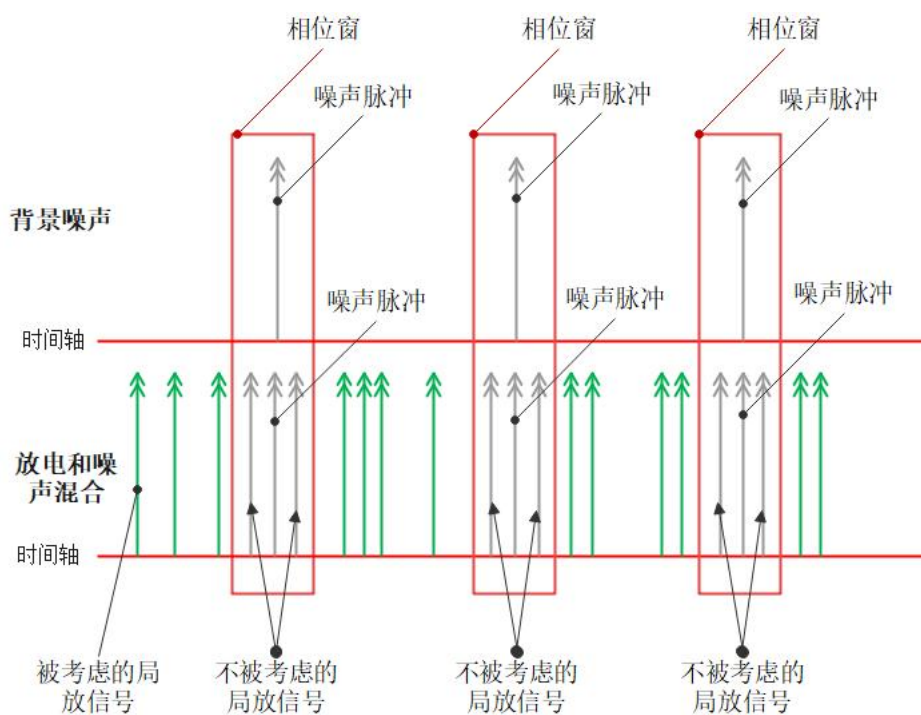 相位窗
相位窗
相位窗
噪声脉冲
噪声脉冲
噪声脉冲
背景噪声
噪声脉冲
噪声脉冲
噪声脉冲
时间轴
放电和噪
声混合
时间轴
被考虑的局
放信号
不被考虑的
局放信号
不被考虑的
局放信号
不被考虑的
局放信号